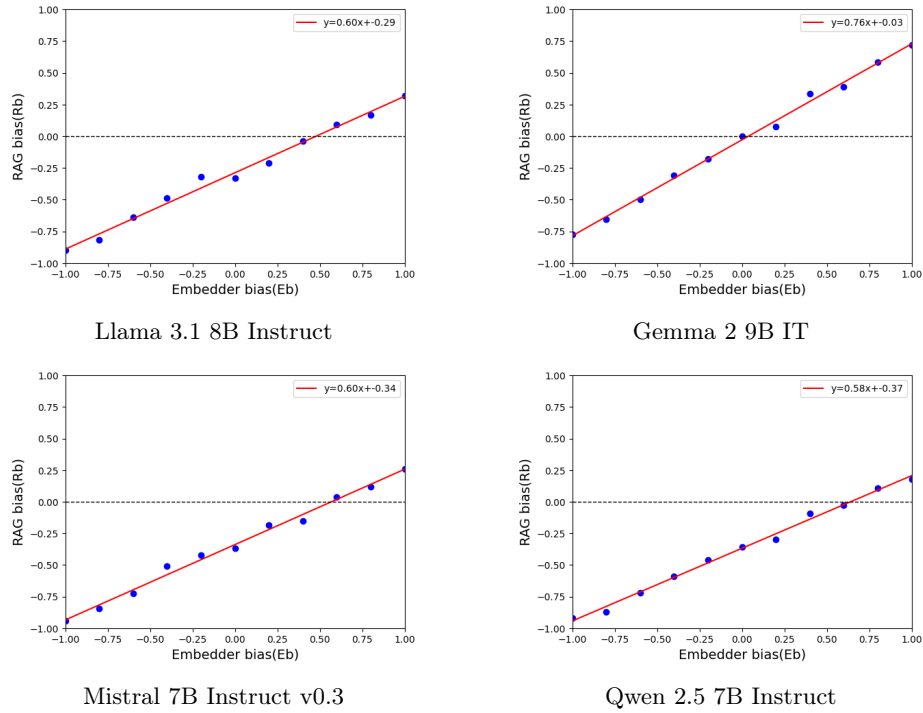 y=0.60x+-0.29
1.00
0.75
0.50
0.25
0.00
−0.25
−0.50
−0.75
−1.00
RAG bias(Rb)
−1.00 −0.75 −0.50 −0.25 0.00 0.25 0.50 0.75 1.00
Embedder bias(Eb)
Llama 3.1 8B Instruct
y=0.76x+-0.03
1.00
0.75
0.50
0.25
0.00
−0.25
−0.50
−0.75
−1.00
RAG bias(Rb)
−1.00 −0.75 −0.50 −0.25 0.00 0.25 0.50 0.75 1.00
Embedder bias(Eb)
Gemma 2 9B IT
y=0.60x+-0.34
1.00
0.75
0.50
0.25
0.00
−0.25
−0.50
−0.75
−1.00
RAG bias(Rb)
−1.00 −0.75 −0.50 −0.25 0.00 0.25 0.50 0.75 1.00
Embedder bias(Eb)
Mistral 7B Instruct v0.3
y=0.58x+-0.37
1.00
0.75
0.50
0.25
0.00
−0.25
−0.50
−0.75
−1.00
RAG bias(Rb)
−1.00 −0.75 −0.50 −0.25 0.00 0.25 0.50 0.75 1.00
Embedder bias(Eb)
Qwen 2.5 7B Instruct